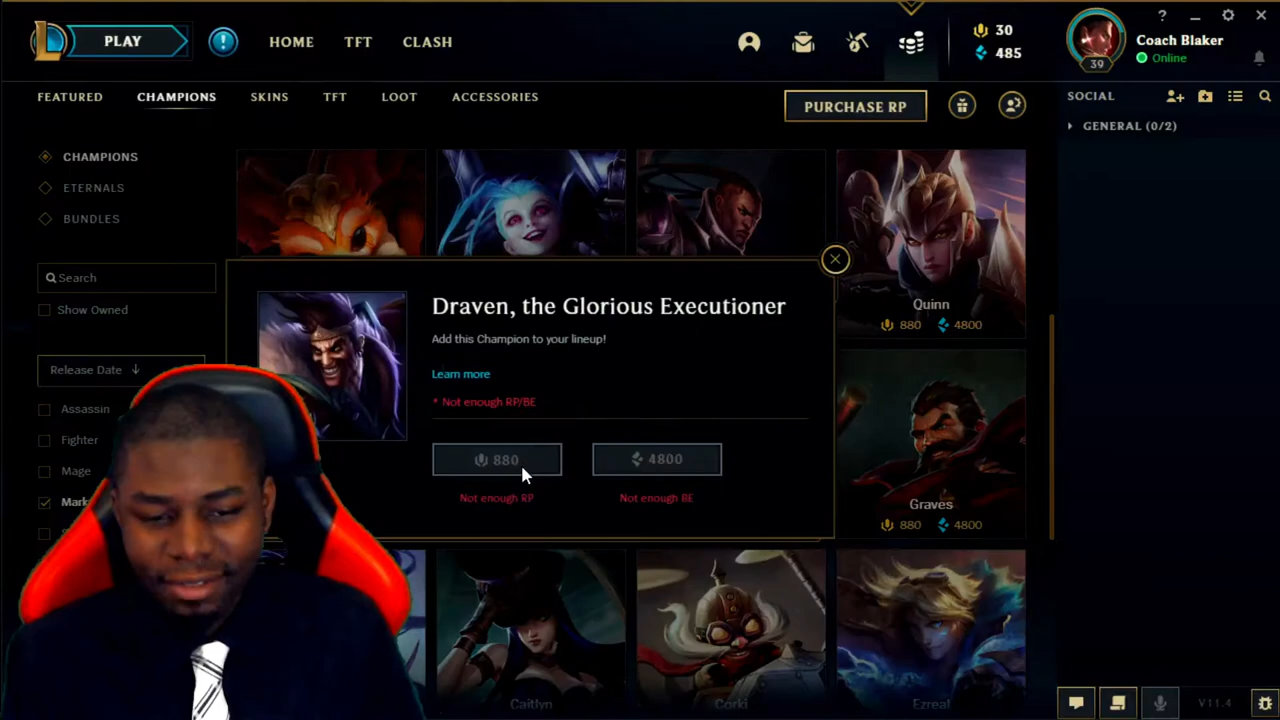 PLAY
HOME
TFT
CLASH
30
485
?
39
Coach Blaker
Online
FEATURED
CHAMPIONS
SKINS
TFT
LOOT
ACCESSORIES
PURCHASE RP
SOCIAL
GENERAL (0/2)
CHAMPIONS
ETERNALS
BUNDLES
Search
Show Owned
Release Date
Assassin
Fighter
Mage
Mark
Draven, the Glorious Executioner
Add this Champion to your lineup!
Learn more
* Not enough RP/BE
880
4800
Not enough RP
Not enough BE
Quinn
880 4800
Graves
880 4800
Caitlyn
Corki
Ezreal
V11.4